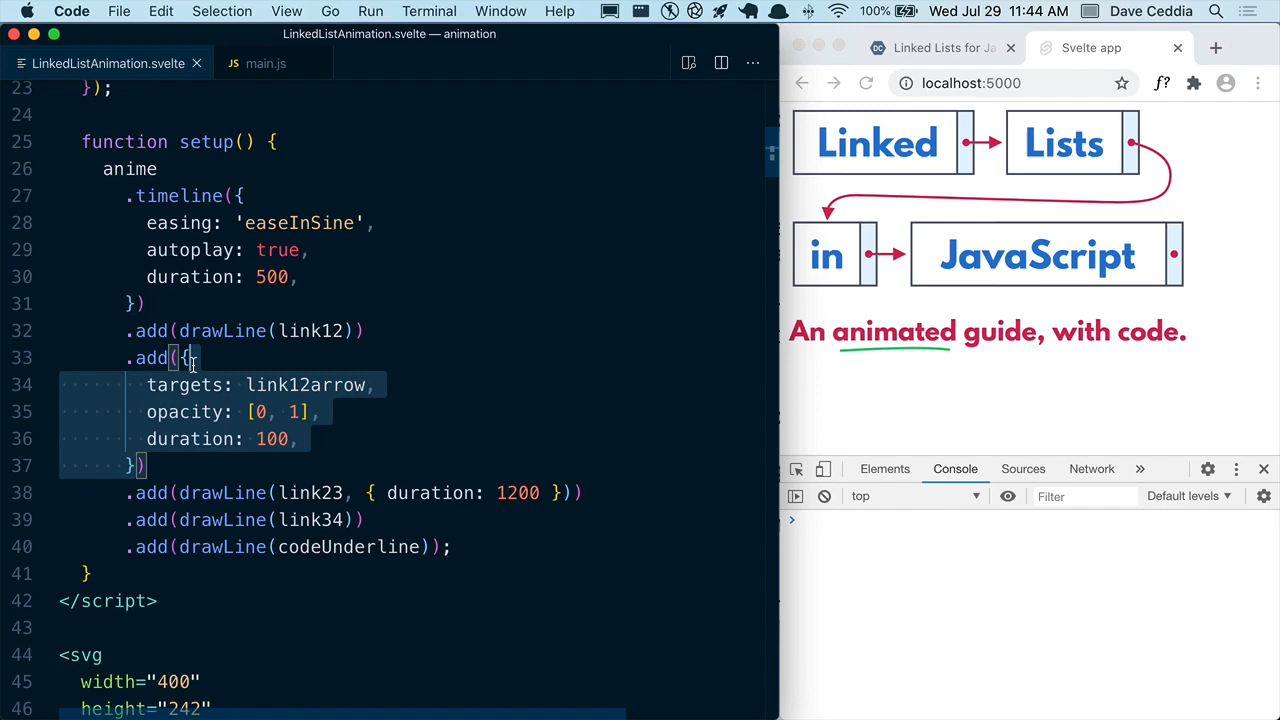 Code File Edit Selection View Go Run Terminal Window Help 100% Wed Jul 29 11:44 AM Dave Ceddia
LinkedListAnimation.svelte — animation
LinkedListAnimation.svelte JS main.js
23 });
24
25 function setup() {
26 anime
27 .timeline({
28 easing: 'easeInSine',
29 autoplay: true,
30 duration: 500,
31 })
32 .add(drawLine(link12))
33 .add({
34 targets: link12arrow,
35 opacity: [0, 1],
36 duration: 100,
37 })
38 .add(drawLine(link23, { duration: 1200 }))
39 .add(drawLine(link34))
40 .add(drawLine(codeUnderline));
41 }
42 </script>
43
44 <svg
45 width="400"
46 height="242"
DC Linked Lists for Ja Svelte app
localhost:5000 f?
Linked Lists
in JavaScript
An animated guide, with code.
Elements Console Sources Network »
top Filter Default levels